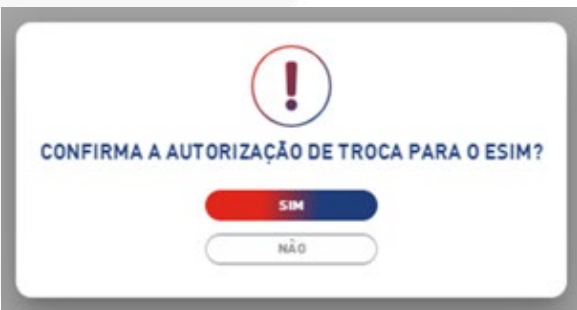 CONFIRMA A AUTORIZAÇÃO DE TROCA PARA O ESIM?
SIM
NÃO